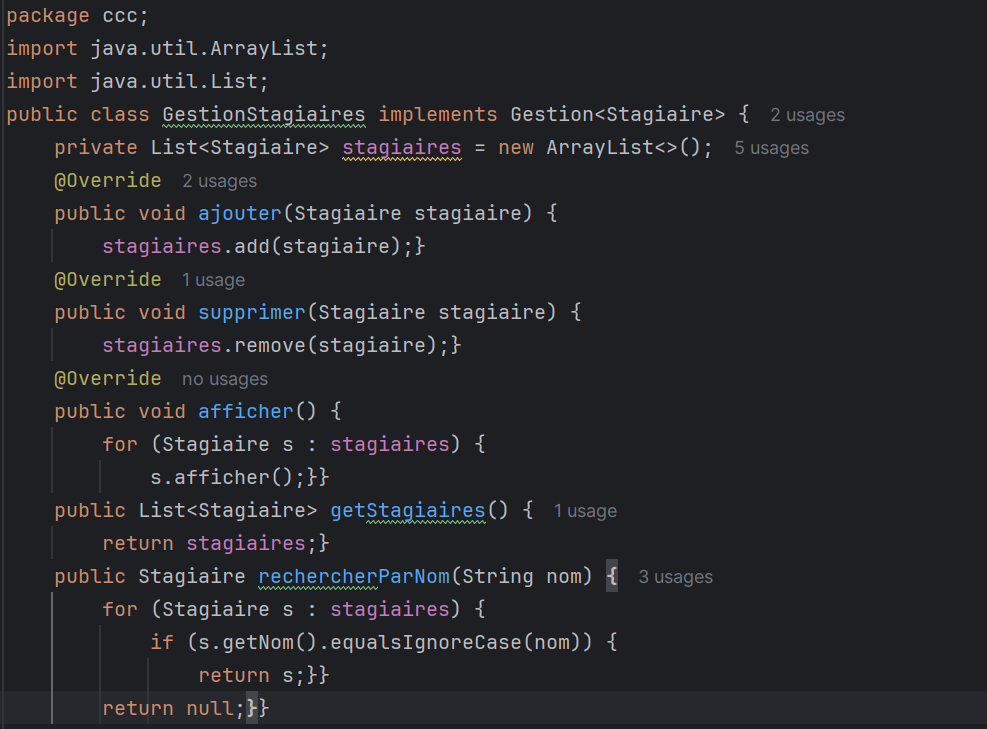 package ccc;
import java.util.ArrayList;
import java.util.List;
public class GestionStagiaires implements Gestion<Stagiaire> {  2 usages
    private List<Stagiaire> stagiaires = new ArrayList<>();  5 usages
    @Override  2 usages
    public void ajouter(Stagiaire stagiaire) {
        stagiaires.add(stagiaire);}
    @Override  1 usage
    public void supprimer(Stagiaire stagiaire) {
        stagiaires.remove(stagiaire);}
    @Override  no usages
    public void afficher() {
        for (Stagiaire s : stagiaires) {
            s.afficher();}}
    public List<Stagiaire> getStagiaires() {  1 usage
        return stagiaires;}
    public Stagiaire rechercherParNom(String nom) {  3 usages
        for (Stagiaire s : stagiaires) {
            if (s.getNom().equalsIgnoreCase(nom)) {
                return s;}}
        return null;}}